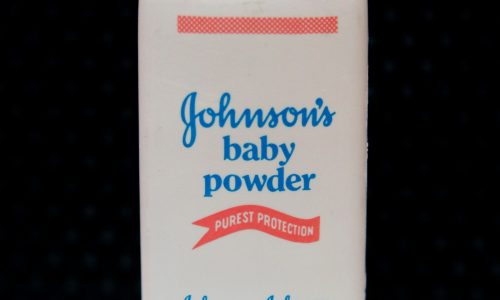 Johnson's
baby
powder
PUREST PROTECTION